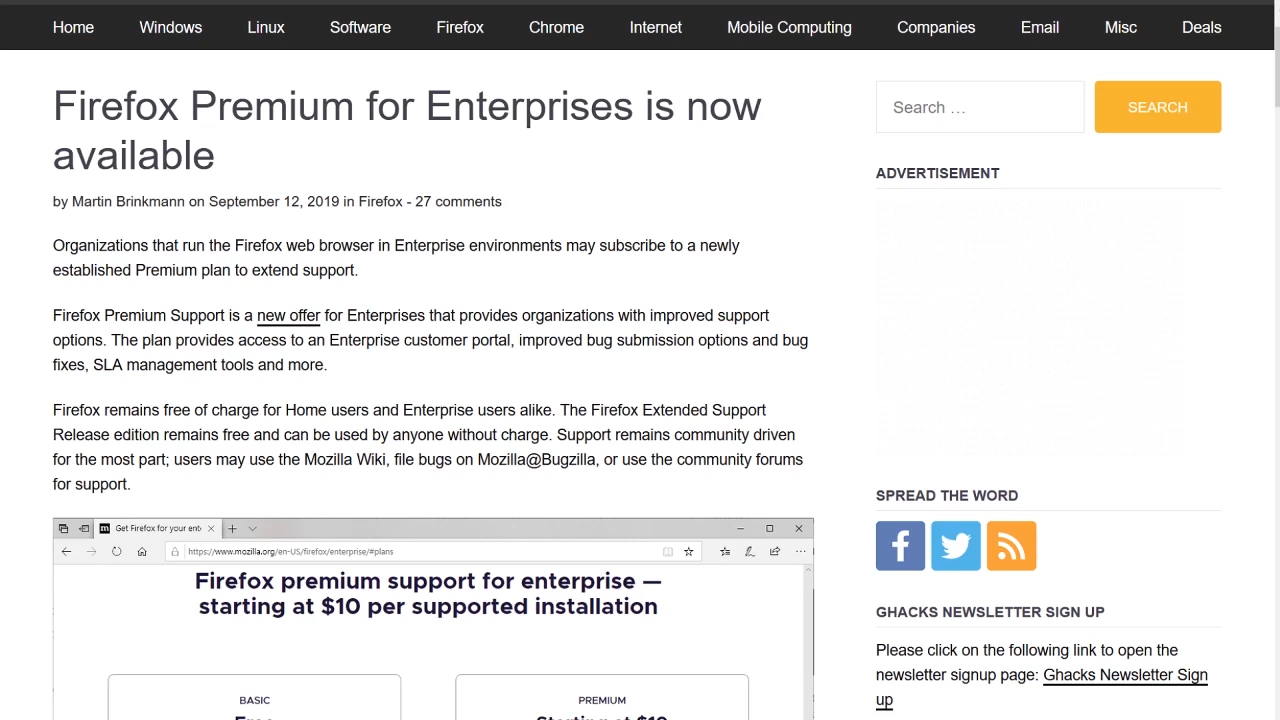 Home Windows Linux Software Firefox Chrome Internet Mobile Computing Companies Email Misc Deals
Firefox Premium for Enterprises is now
available
by Martin Brinkmann on September 12, 2019 in Firefox - 27 comments
Organizations that run the Firefox web browser in Enterprise environments may subscribe to a newly
established Premium plan to extend support.
Firefox Premium Support is a new offer for Enterprises that provides organizations with improved support
options. The plan provides access to an Enterprise customer portal, improved bug submission options and bug
fixes, SLA management tools and more.
Firefox remains free of charge for Home users and Enterprise users alike. The Firefox Extended Support
Release edition remains free and can be used by anyone without charge. Support remains community driven
for the most part; users may use the Mozilla Wiki, file bugs on Mozilla@Bugzilla, or use the community forums
for support.
m Get Firefox for your ent
https://www.mozilla.org/en-US/firefox/enterprise/#plans
Firefox premium support for enterprise —
starting at $10 per supported installation
BASIC
Free
PREMIUM
Starting at $10
Search …
SEARCH
ADVERTISEMENT
SPREAD THE WORD
GHACKS NEWSLETTER SIGN UP
Please click on the following link to open the
newsletter signup page: Ghacks Newsletter Sign
up